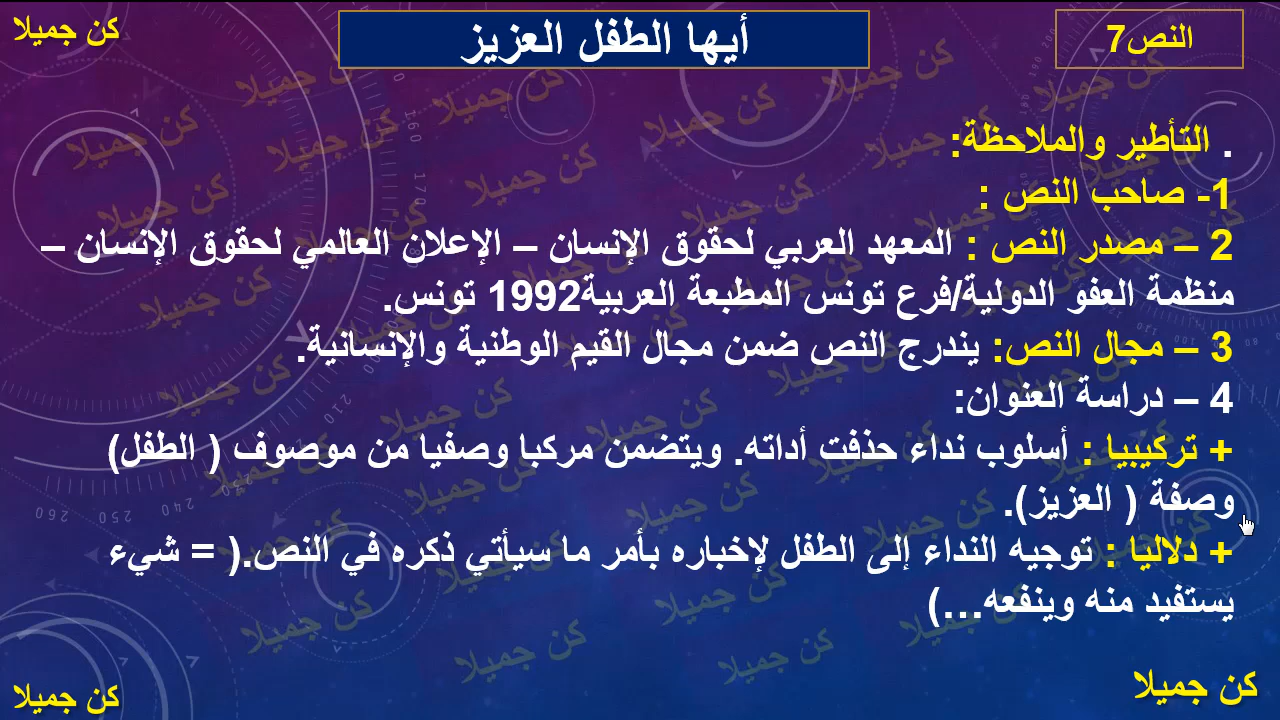 كن جميلا
أيها الطفل العزيز
النص7
. التأطير والملاحظة:
1- صاحب النص :
2 – مصدر النص : المعهد العربي لحقوق الإنسان – الإعلان العالمي لحقوق الإنسان –
منظمة العفو الدولية/فرع تونس المطبعة العربية1992 تونس.
3 – مجال النص: يندرج النص ضمن مجال القيم الوطنية والإنسانية.
4 – دراسة العنوان:
+ تركيبيا : أسلوب نداء حذفت أداته. ويتضمن مركبا وصفيا من موصوف ( الطفل)
وصفة ( العزيز).
+ دلاليا : توجيه النداء إلى الطفل لإخباره بأمر ما سيأتي ذكره في النص.( = شيء
يستفيد منه وينفعه...)
كن جميلا
كن جميلا